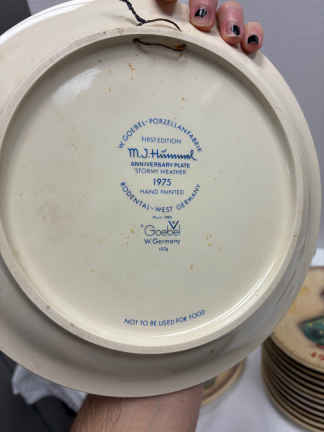 W. GOEBEL · PORZELLANFABRIK
FIRST EDITION
M.J. Hummel
ANNIVERSARY PLATE
"STORMY WEATHER"
1975
HAND PAINTED
RODENTAL · WEST GERMANY
Goebel
W. Germany
NOT TO BE USED FOR FOOD